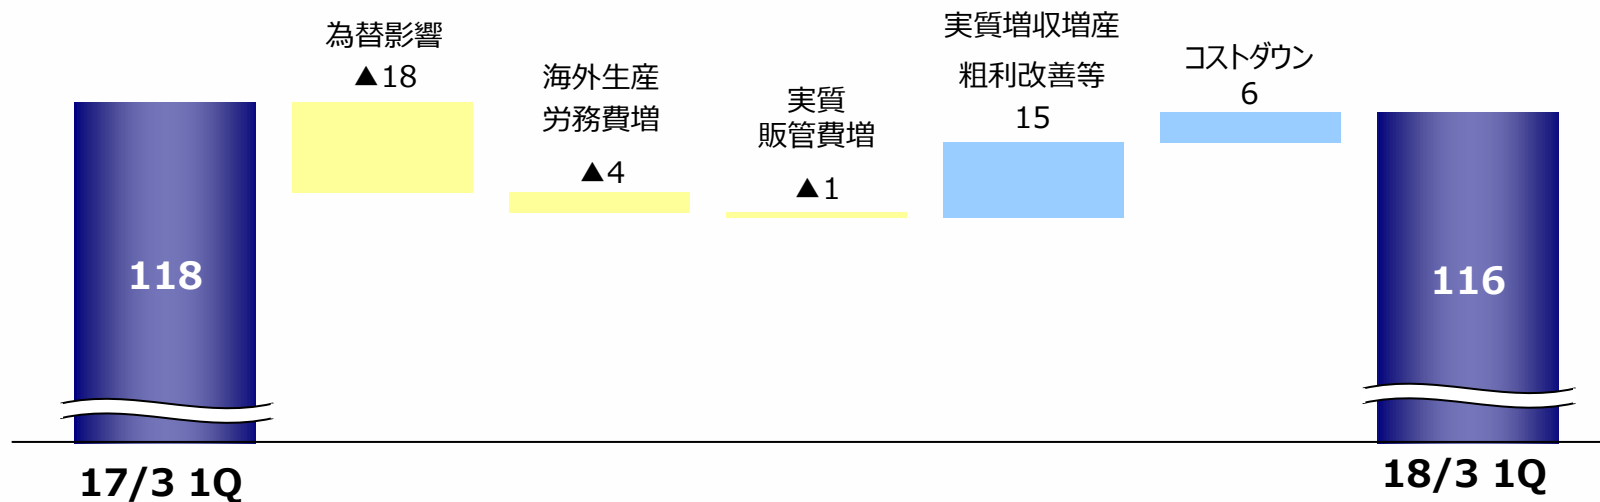 為替影響
▲18
海外生産
労務費増
▲4
実質
販管費増
▲1
実質増収増産
粗利改善等
15
コストダウン
6
118
116
17/3 1Q
18/3 1Q